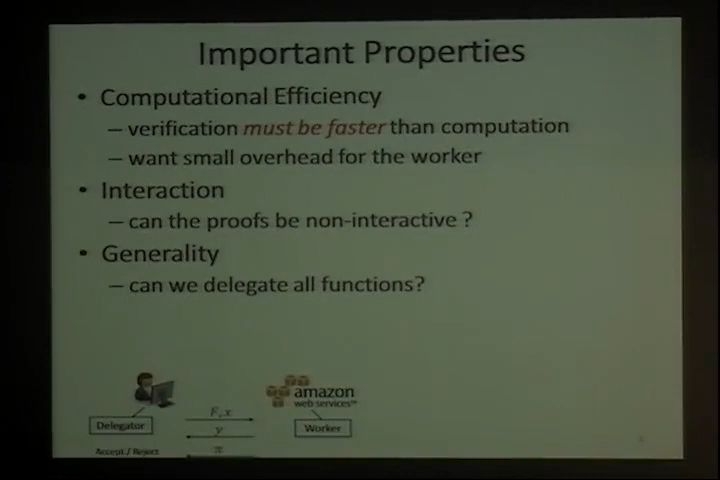 Important Properties
• Computational Efficiency
– verification must be faster than computation
– want small overhead for the worker
• Interaction
– can the proofs be non-interactive ?
• Generality
– can we delegate all functions?
amazon
web services™
F, x
Delegator
y
Worker
Accept / Reject
π